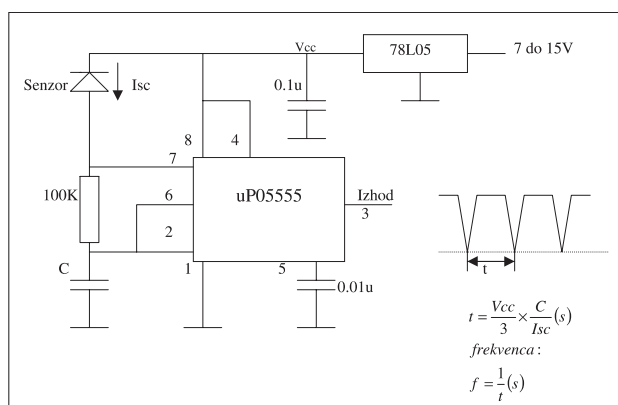 Vcc
78L05
7 do 15V
Senzor
Isc
0.1u
8
4
7
100K
6
uP05555
Izhod
3
2
C
1
5
0.01u
t
t = Vcc/3 × C/Isc (s)
frekvenca :
f = 1/t (s)